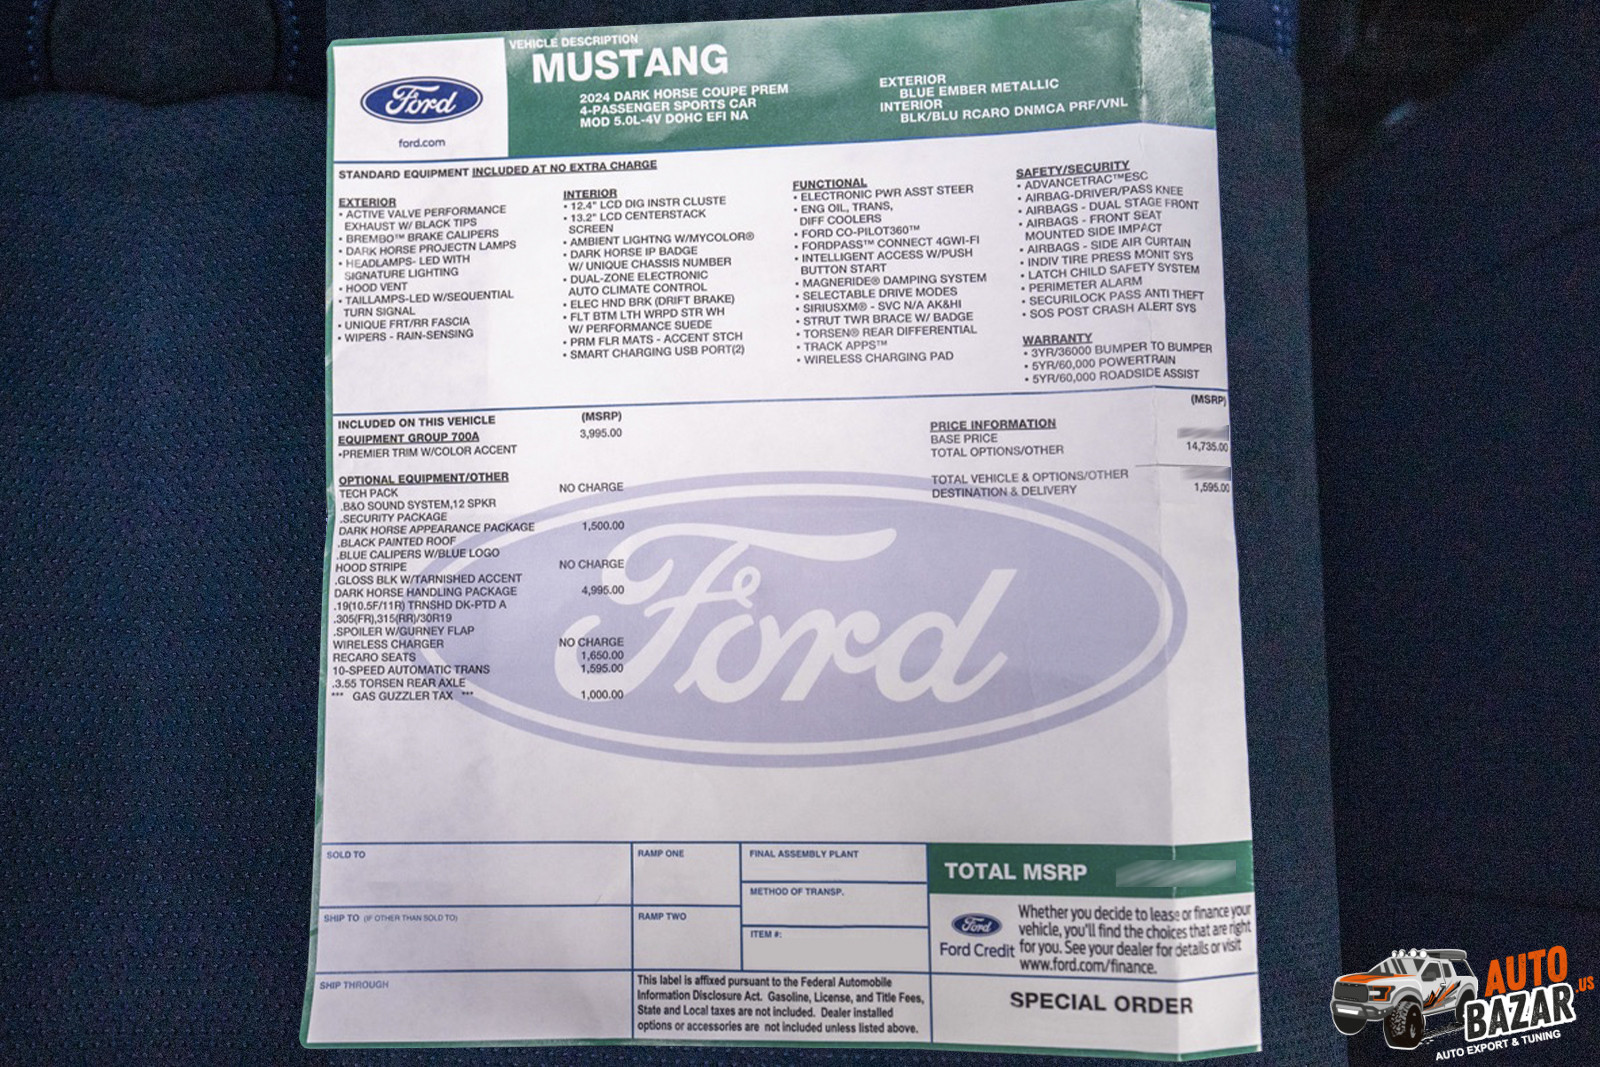 Ford
ford.com
VEHICLE DESCRIPTION
MUSTANG
2024 DARK HORSE COUPE PREM
4-PASSENGER SPORTS CAR
MOD 5.0L-4V DOHC EFI NA
EXTERIOR
BLUE EMBER METALLIC
INTERIOR
BLK/BLU RCARO DNMCA PRF/VNL
STANDARD EQUIPMENT INCLUDED AT NO EXTRA CHARGE
EXTERIOR
• ACTIVE VALVE PERFORMANCE
EXHAUST W/ BLACK TIPS
• BREMBO™ BRAKE CALIPERS
• DARK HORSE PROJECTN LAMPS
• HEADLAMPS- LED WITH
SIGNATURE LIGHTING
• HOOD VENT
• TAILLAMPS-LED W/SEQUENTIAL
TURN SIGNAL
• UNIQUE FRT/RR FASCIA
• WIPERS - RAIN-SENSING
INTERIOR
• 12.4" LCD DIG INSTR CLUSTE
• 13.2" LCD CENTERSTACK
SCREEN
• AMBIENT LIGHTNG W/MYCOLOR®
• DARK HORSE IP BADGE
W/ UNIQUE CHASSIS NUMBER
• DUAL-ZONE ELECTRONIC
AUTO CLIMATE CONTROL
• ELEC HND BRK (DRIFT BRAKE)
• FLT BTM LTH WRPD STR WH
W/ PERFORMANCE SUEDE
• PRM FLR MATS - ACCENT STCH
• SMART CHARGING USB PORT(2)
FUNCTIONAL
• ELECTRONIC PWR ASST STEER
• ENG OIL, TRANS,
DIFF COOLERS
• FORD CO-PILOT360™
• FORDPASS™ CONNECT 4GWI-FI
• INTELLIGENT ACCESS W/PUSH
BUTTON START
• MAGNERIDE® DAMPING SYSTEM
• SELECTABLE DRIVE MODES
• SIRIUSXM® - SVC N/A AK&HI
• STRUT TWR BRACE W/ BADGE
• TORSEN® REAR DIFFERENTIAL
• TRACK APPS™
• WIRELESS CHARGING PAD
SAFETY/SECURITY
• ADVANCETRAC™ESC
• AIRBAG-DRIVER/PASS KNEE
• AIRBAGS - DUAL STAGE FRONT
• AIRBAGS - FRONT SEAT
MOUNTED SIDE IMPACT
• AIRBAGS - SIDE AIR CURTAIN
• INDIV TIRE PRESS MONIT SYS
• LATCH CHILD SAFETY SYSTEM
• PERIMETER ALARM
• SECURILOCK PASS ANTI THEFT
• SOS POST CRASH ALERT SYS
WARRANTY
• 3YR/36000 BUMPER TO BUMPER
• 5YR/60,000 POWERTRAIN
• 5YR/60,000 ROADSIDE ASSIST
INCLUDED ON THIS VEHICLE (MSRP)
EQUIPMENT GROUP 700A 3,995.00
•PREMIER TRIM W/COLOR ACCENT
OPTIONAL EQUIPMENT/OTHER
TECH PACK NO CHARGE
.B&O SOUND SYSTEM,12 SPKR
.SECURITY PACKAGE
DARK HORSE APPEARANCE PACKAGE 1,500.00
.BLACK PAINTED ROOF
.BLUE CALIPERS W/BLUE LOGO
HOOD STRIPE NO CHARGE
.GLOSS BLK W/TARNISHED ACCENT
DARK HORSE HANDLING PACKAGE 4,995.00
.19(10.5F/11R) TRNSHD DK-PTD A
.305(FR),315(RR)/30R19
.SPOILER W/GURNEY FLAP
WIRELESS CHARGER NO CHARGE
RECARO SEATS 1,650.00
10-SPEED AUTOMATIC TRANS 1,595.00
.3.55 TORSEN REAR AXLE
*** GAS GUZZLER TAX *** 1,000.00
(MSRP)
PRICE INFORMATION
BASE PRICE
TOTAL OPTIONS/OTHER 14,735.00
TOTAL VEHICLE & OPTIONS/OTHER
DESTINATION & DELIVERY 1,595.00
Ford
SOLD TO
SHIP TO (IF OTHER THAN SOLD TO)
SHIP THROUGH
RAMP ONE
RAMP TWO
FINAL ASSEMBLY PLANT
METHOD OF TRANSP.
ITEM #:
This label is affixed pursuant to the Federal Automobile
Information Disclosure Act. Gasoline, License, and Title Fees,
State and Local taxes are not included. Dealer installed
options or accessories are not included unless listed above.
TOTAL MSRP
Ford
Ford Credit
Whether you decide to lease or finance your
vehicle, you'll find the choices that are right
for you. See your dealer for details or visit
www.ford.com/finance.
SPECIAL ORDER
AUTO
BAZAR.US
AUTO EXPORT & TUNING